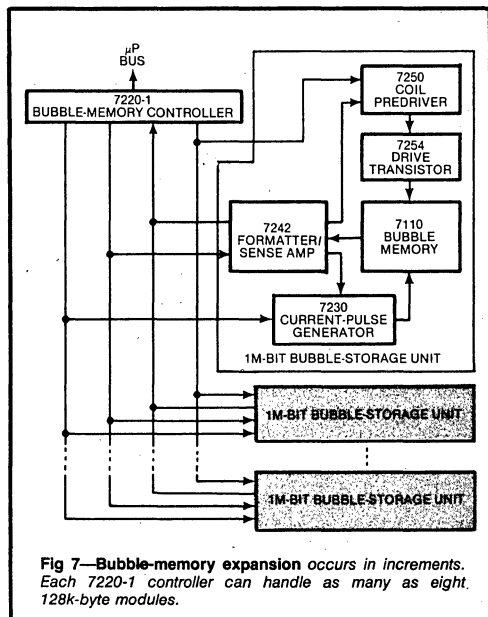 µP
BUS
7220-1
BUBBLE-MEMORY CONTROLLER
7250
COIL
PREDRIVER
7254
DRIVE
TRANSISTOR
7242
FORMATTER/
SENSE AMP
7110
BUBBLE
MEMORY
7230
CURRENT-PULSE
GENERATOR
1M-BIT BUBBLE-STORAGE UNIT
1M-BIT BUBBLE-STORAGE UNIT
1M-BIT BUBBLE-STORAGE UNIT
Fig 7—Bubble-memory expansion occurs in increments.
Each 7220-1 controller can handle as many as eight
128k-byte modules.